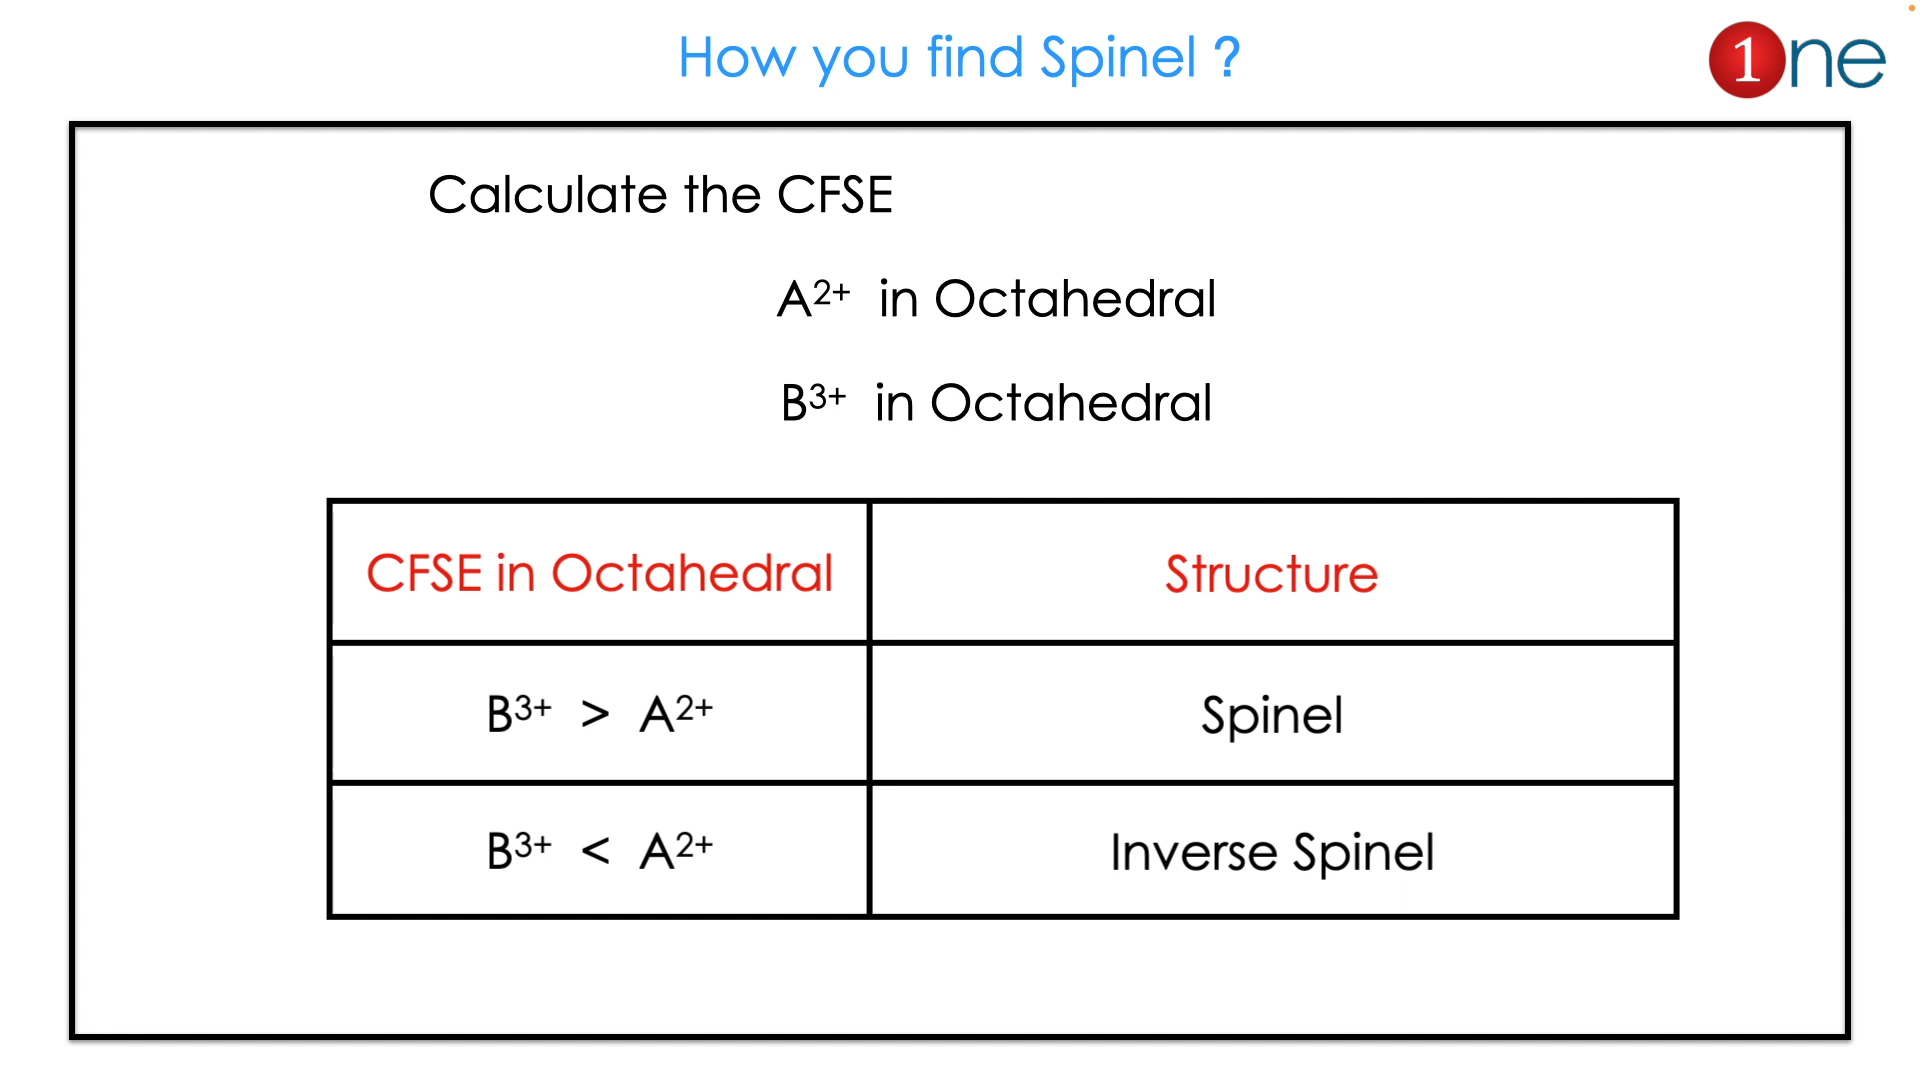 How you find Spinel ?
1ne
Calculate the CFSE
A²⁺ in Octahedral
B³⁺ in Octahedral
CFSE in Octahedral
Structure
B³⁺ > A²⁺
Spinel
B³⁺ < A²⁺
Inverse Spinel